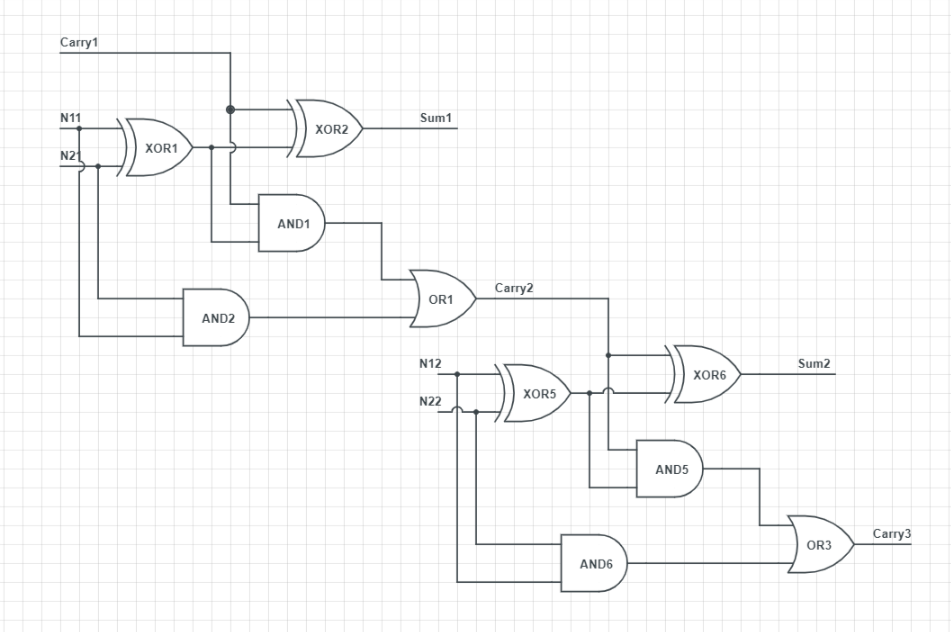 Carry1
N11
XOR1
XOR2
Sum1
N21
AND1
AND2
OR1
Carry2
N12
XOR5
XOR6
Sum2
N22
AND5
AND6
OR3
Carry3